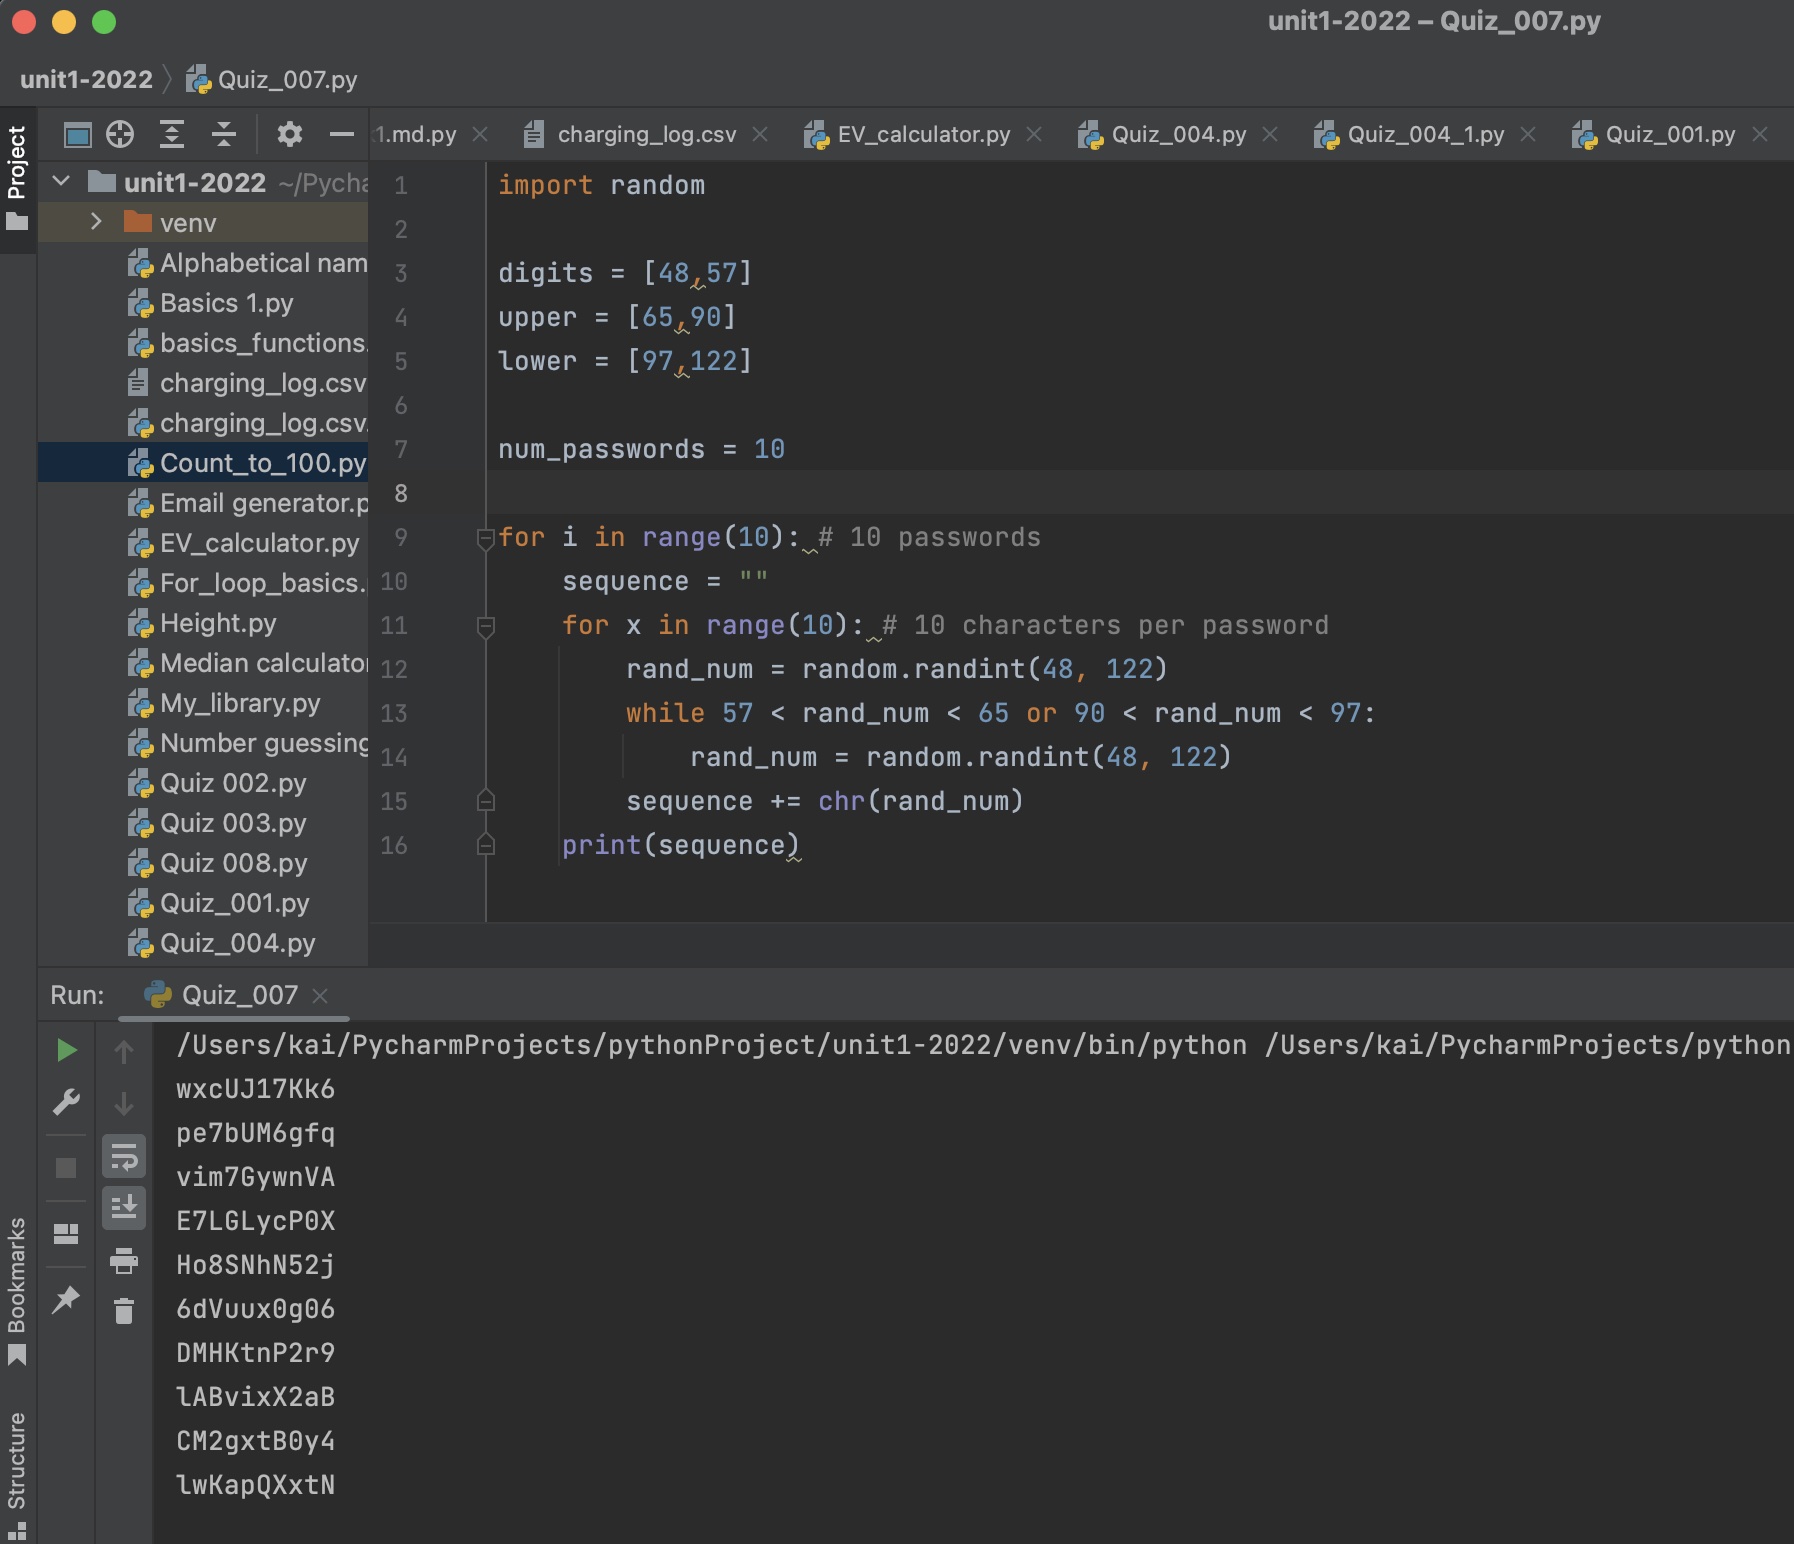 unit1-2022 – Quiz_007.py
unit1-2022 Quiz_007.py
Project
1.md.py charging_log.csv EV_calculator.py Quiz_004.py Quiz_004_1.py Quiz_001.py
unit1-2022 ~/Pycha
venv
Alphabetical nam
Basics 1.py
basics_functions.
charging_log.csv
charging_log.csv.
Count_to_100.py
Email generator.p
EV_calculator.py
For_loop_basics.
Height.py
Median calculator
My_library.py
Number guessing
Quiz 002.py
Quiz 003.py
Quiz 008.py
Quiz_001.py
Quiz_004.py
1 import random
2
3 digits = [48,57]
4 upper = [65,90]
5 lower = [97,122]
6
7 num_passwords = 10
8
9 for i in range(10): # 10 passwords
10     sequence = ""
11     for x in range(10): # 10 characters per password
12         rand_num = random.randint(48, 122)
13         while 57 < rand_num < 65 or 90 < rand_num < 97:
14             rand_num = random.randint(48, 122)
15         sequence += chr(rand_num)
16     print(sequence)
Run: Quiz_007
/Users/kai/PycharmProjects/pythonProject/unit1-2022/venv/bin/python /Users/kai/PycharmProjects/python
wxcUJ17Kk6
pe7bUM6gfq
vim7GywnVA
E7LGLycP0X
Ho8SNhN52j
6dVuux0g06
DMHKtnP2r9
lABvixX2aB
CM2gxtB0y4
lwKapQXxtN
Bookmarks
Structure